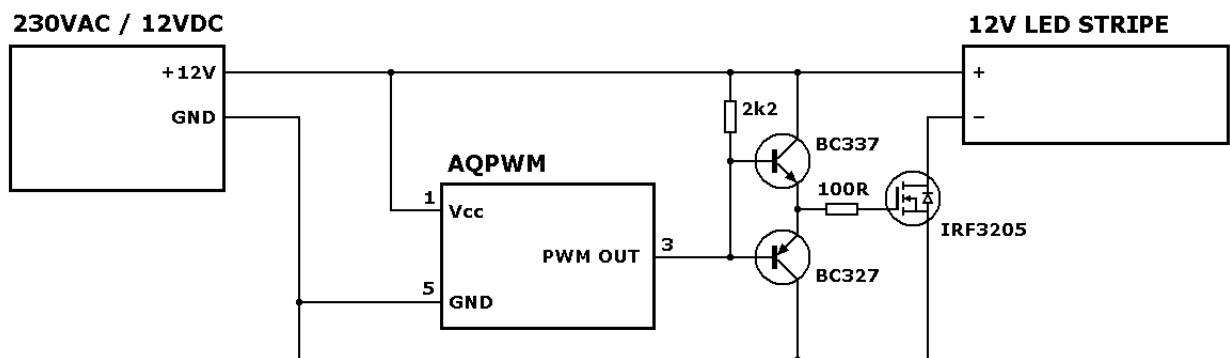 230VAC / 12VDC
12V LED STRIPE
+12V
+
GND
−
2k2
BC337
AQPWM
100R
1
Vcc
IRF3205
PWM OUT
3
BC327
5
GND